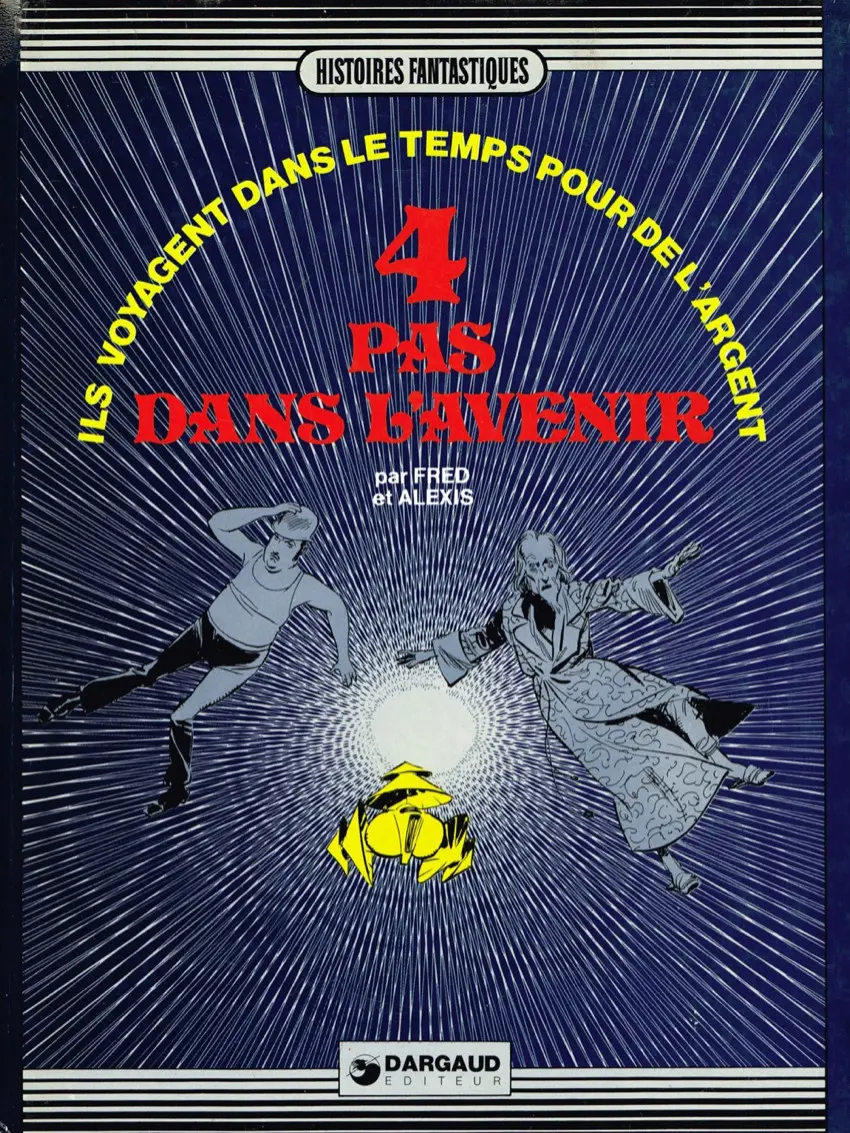 HISTOIRES FANTASTIQUES
ILS VOYAGENT DANS LE TEMPS POUR DE L'ARGENT
4
PAS
DANS L'AVENIR
par FRED
et ALEXIS
DARGAUD
EDITEUR